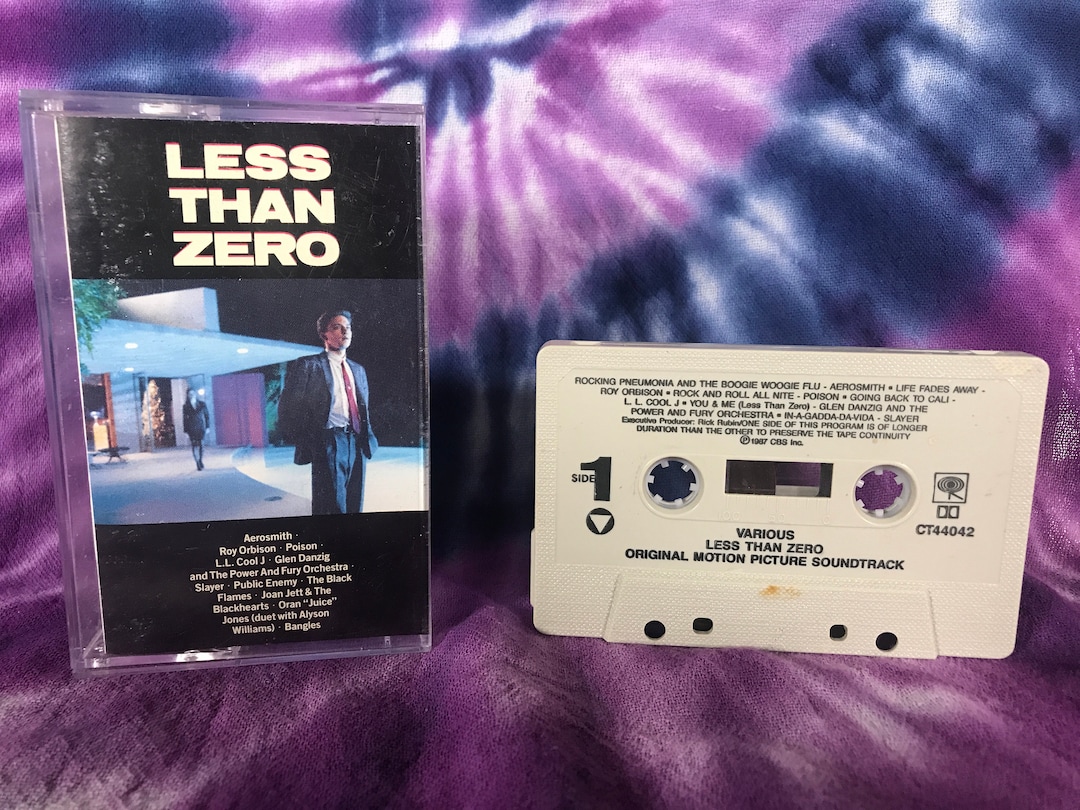 LESS
THAN
ZERO
Aerosmith ·
Roy Orbison · Poison ·
L.L. Cool J · Glen Danzig
and The Power And Fury Orchestra ·
Slayer · Public Enemy · The Black
Flames · Joan Jett & The
Blackhearts · Oran "Juice"
Jones (duet with Alyson
Williams) · Bangles
ROCKING PNEUMONIA AND THE BOOGIE WOOGIE FLU - AEROSMITH ▪ LIFE FADES AWAY -
ROY ORBISON ▪ ROCK AND ROLL ALL NITE - POISON ▪ GOING BACK TO CALI -
L. L. COOL J ▪ YOU & ME (Less Than Zero) - GLEN DANZIG AND THE
POWER AND FURY ORCHESTRA ▪ IN-A-GADDA-DA-VIDA - SLAYER
Executive Producer: Rick Rubin/ONE SIDE OF THIS PROGRAM IS OF LONGER
DURATION THAN THE OTHER TO PRESERVE THE TAPE CONTINUITY
℗1987 CBS Inc.
SIDE 1
CT44042
VARIOUS
LESS THAN ZERO
ORIGINAL MOTION PICTURE SOUNDTRACK